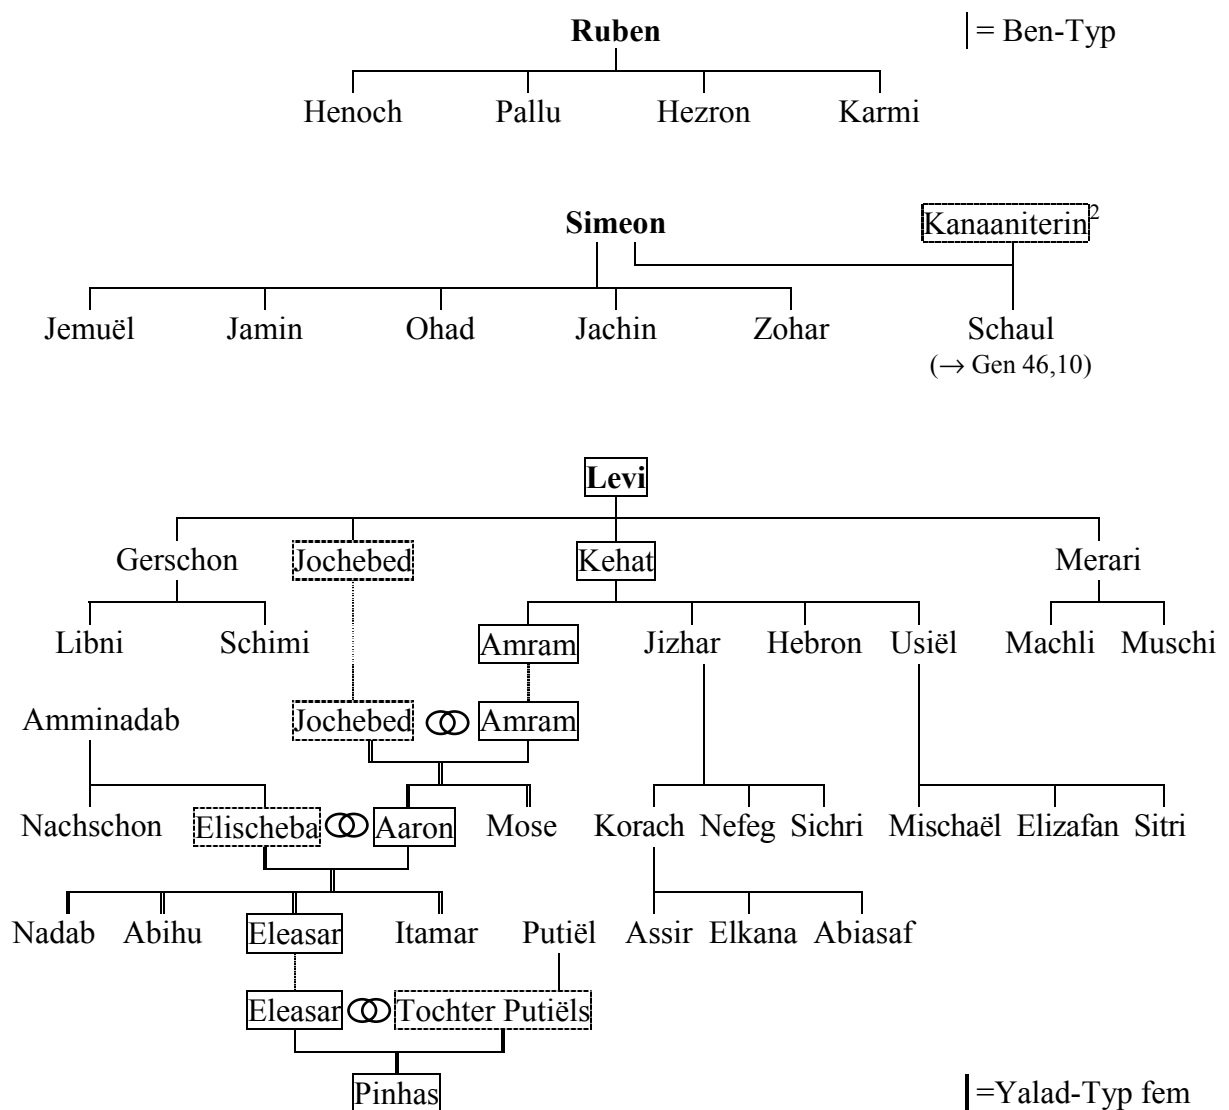 Ruben | = Ben-Typ
Henoch Pallu Hezron Karmi
Simeon Kanaaniterin²
Jemuël Jamin Ohad Jachin Zohar Schaul
(→ Gen 46,10)
Levi
Gerschon Jochebed Kehat Merari
Libni Schimi Amram Jizhar Hebron Usiël Machli Muschi
Amminadab Jochebed Amram
Nachschon Elischeba Aaron Mose Korach Nefeg Sichri Mischaël Elizafan Sitri
Nadab Abihu Eleasar Itamar Putiël Assir Elkana Abiasaf
Eleasar Tochter Putiëls
Pinhas |=Yalad-Typ fem